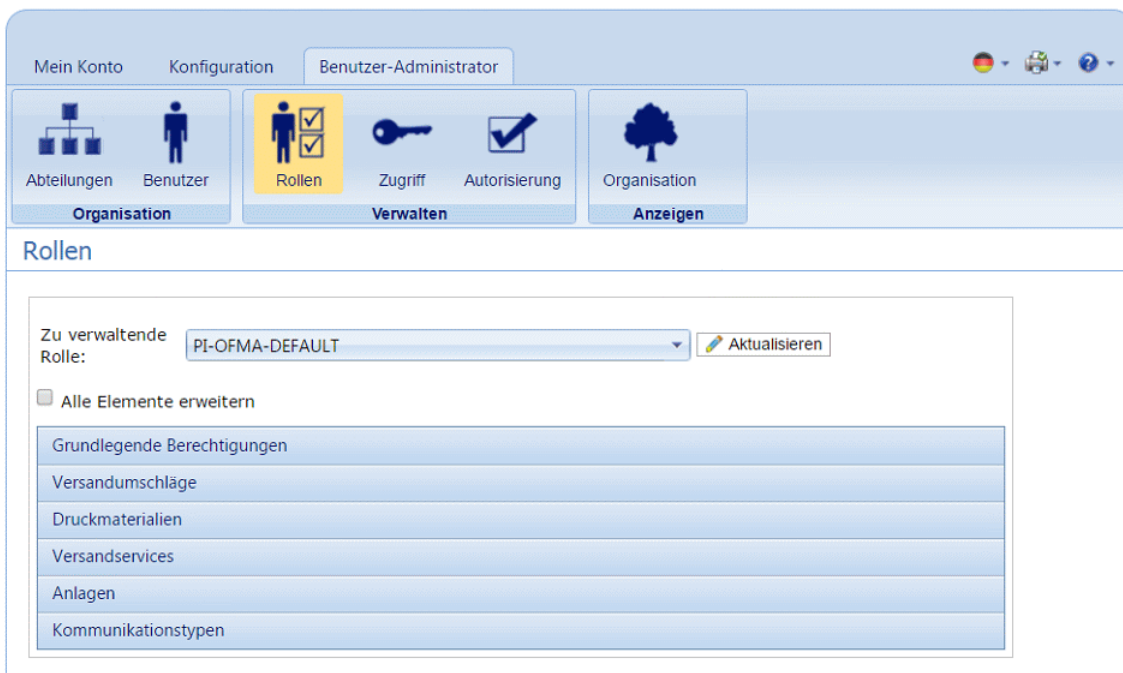 Mein Konto Konfiguration Benutzer-Administrator
Abteilungen Benutzer Rollen Zugriff Autorisierung Organisation
Organisation Verwalten Anzeigen
Rollen
Zu verwaltende
Rolle:
PI-OFMA-DEFAULT Aktualisieren
Alle Elemente erweitern
Grundlegende Berechtigungen
Versandumschläge
Druckmaterialien
Versandservices
Anlagen
Kommunikationstypen